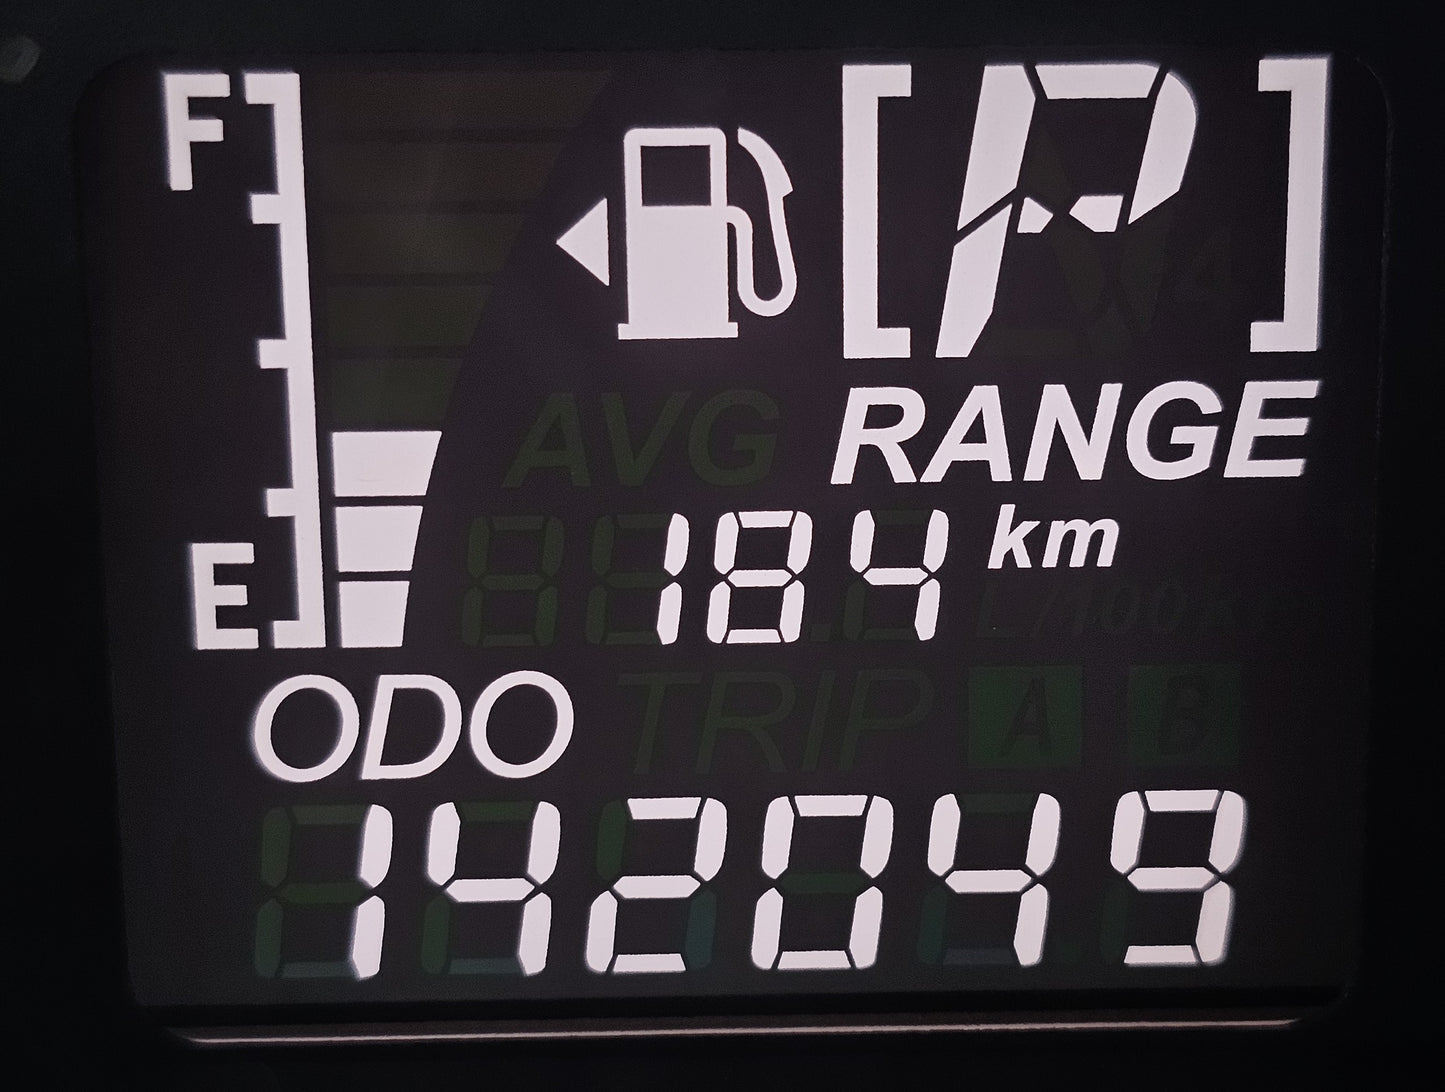 F
[P]
RANGE
184 km
E
ODO
142049